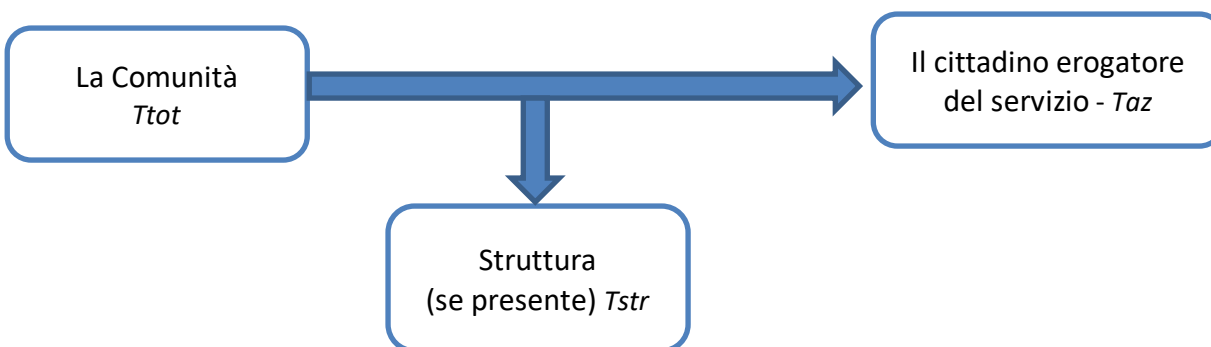 La Comunità
Ttot
Il cittadino erogatore
del servizio - Taz
Struttura
(se presente) Tstr